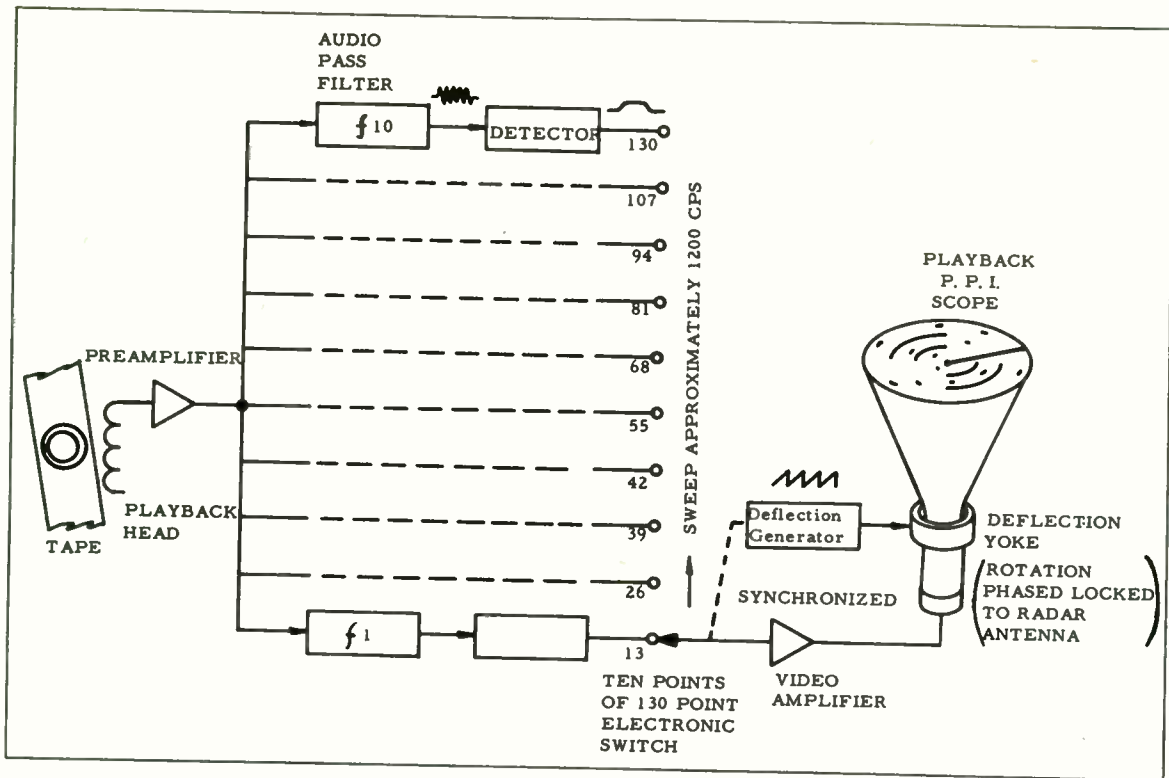 AUDIO
PASS
FILTER
f 10
DETECTOR
130
107
94
81
68
55
42
39
26
13
SWEEP APPROXIMATELY 1200 CPS
PREAMPLIFIER
PLAYBACK
HEAD
TAPE
f 1
TEN POINTS
OF 130 POINT
ELECTRONIC
SWITCH
PLAYBACK
P. P. I.
SCOPE
Deflection
Generator
DEFLECTION
YOKE
SYNCHRONIZED
(ROTATION
PHASED LOCKED
TO RADAR
ANTENNA)
VIDEO
AMPLIFIER